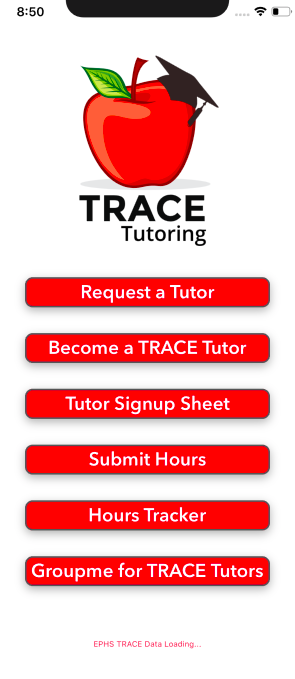 8:50
TRACE
Tutoring
Request a Tutor
Become a TRACE Tutor
Tutor Signup Sheet
Submit Hours
Hours Tracker
Groupme for TRACE Tutors
EPHS TRACE Data Loading...